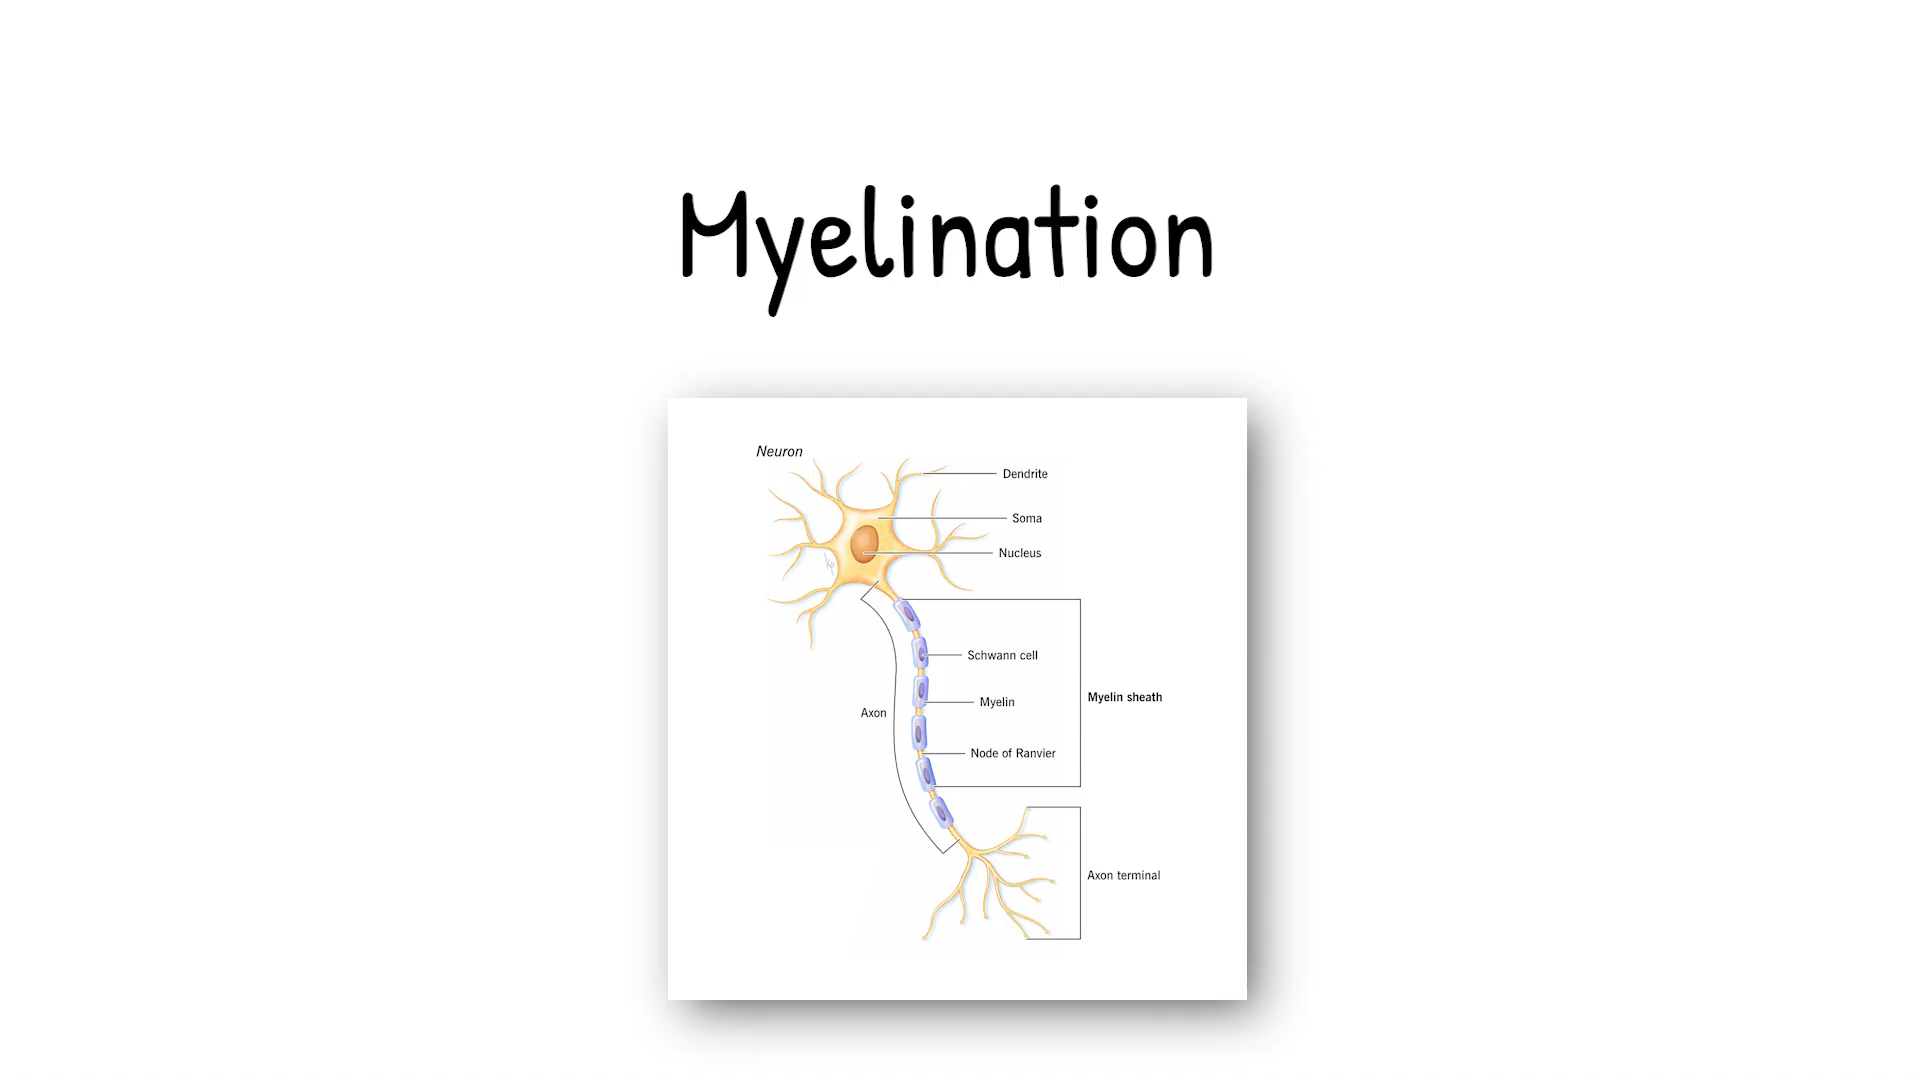 Myelination
Neuron
Dendrite
Soma
Nucleus
Schwann cell
Myelin
Myelin sheath
Axon
Node of Ranvier
Axon terminal